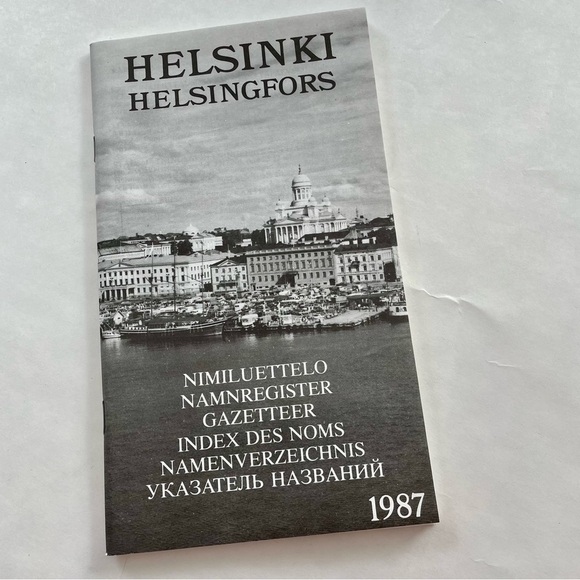 HELSINKI
HELSINGFORS
NIMILUETTELO
NAMNREGISTER
GAZETTEER
INDEX DES NOMS
NAMENVERZEICHNIS
УКАЗАТЕЛЬ НАЗВАНИЙ
1987